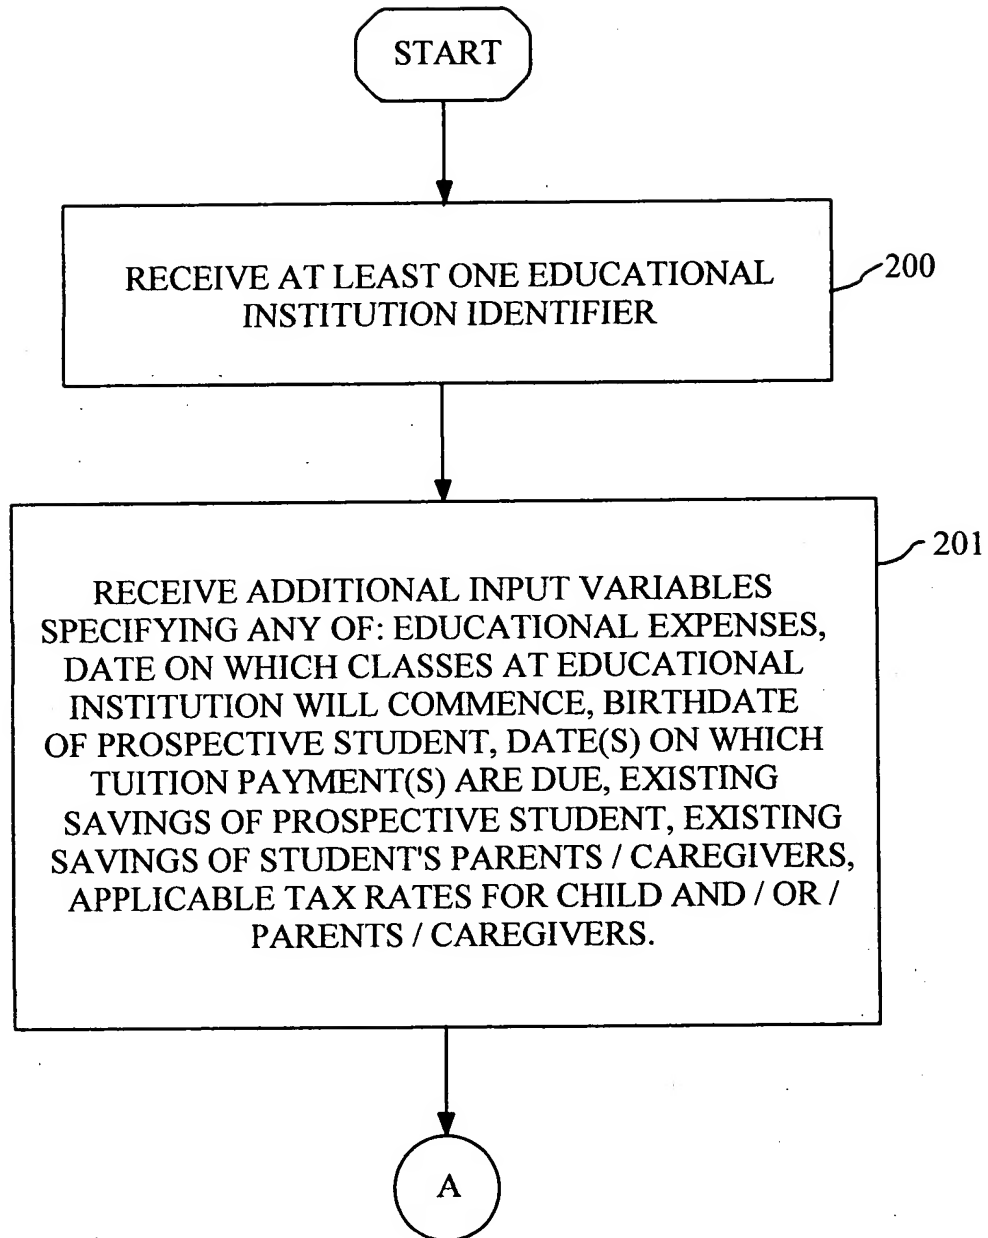 START
RECEIVE AT LEAST ONE EDUCATIONAL
INSTITUTION IDENTIFIER
200
201
RECEIVE ADDITIONAL INPUT VARIABLES
SPECIFYING ANY OF: EDUCATIONAL EXPENSES,
DATE ON WHICH CLASSES AT EDUCATIONAL
INSTITUTION WILL COMMENCE, BIRTHDATE
OF PROSPECTIVE STUDENT, DATE(S) ON WHICH
TUITION PAYMENT(S) ARE DUE, EXISTING
SAVINGS OF PROSPECTIVE STUDENT, EXISTING
SAVINGS OF STUDENT'S PARENTS / CAREGIVERS,
APPLICABLE TAX RATES FOR CHILD AND / OR /
PARENTS / CAREGIVERS.
A